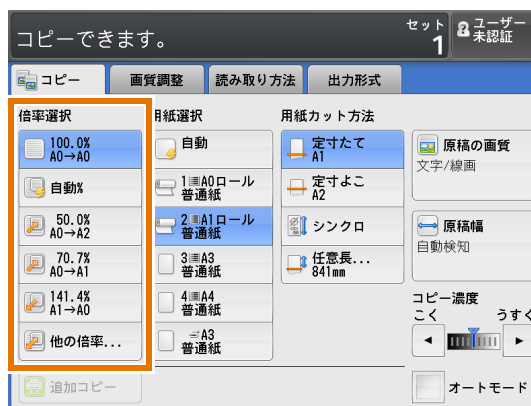 コピーできます。
セット
1
ユーザー
未認証
コピー
画質調整
読み取り方法
出力形式
倍率選択
100.0%
A0→A0
自動%
50.0%
A0→A2
70.7%
A0→A1
141.4%
A1→A0
他の倍率...
用紙選択
自動
1 A0ロール
普通紙
2 A1ロール
普通紙
3 A3
普通紙
4 A4
普通紙
A3
普通紙
用紙カット方法
定寸たて
A1
定寸よこ
A2
シンクロ
任意長...
841mm
原稿の画質
文字/線画
原稿幅
自動検知
コピー濃度
こく うすく
追加コピー
オートモード